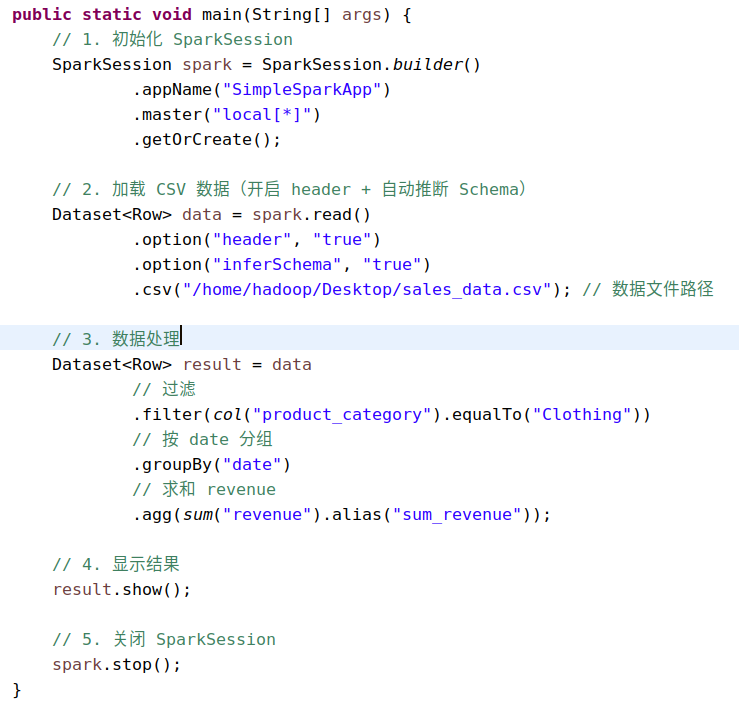 public static void main(String[] args) {
    // 1. 初始化 SparkSession
    SparkSession spark = SparkSession.builder()
            .appName("SimpleSparkApp")
            .master("local[*]")
            .getOrCreate();

    // 2. 加载 CSV 数据（开启 header + 自动推断 Schema）
    Dataset<Row> data = spark.read()
            .option("header", "true")
            .option("inferSchema", "true")
            .csv("/home/hadoop/Desktop/sales_data.csv"); // 数据文件路径

    // 3. 数据处理
    Dataset<Row> result = data
            // 过滤
            .filter(col("product_category").equalTo("Clothing"))
            // 按 date 分组
            .groupBy("date")
            // 求和 revenue
            .agg(sum("revenue").alias("sum_revenue"));

    // 4. 显示结果
    result.show();

    // 5. 关闭 SparkSession
    spark.stop();
}